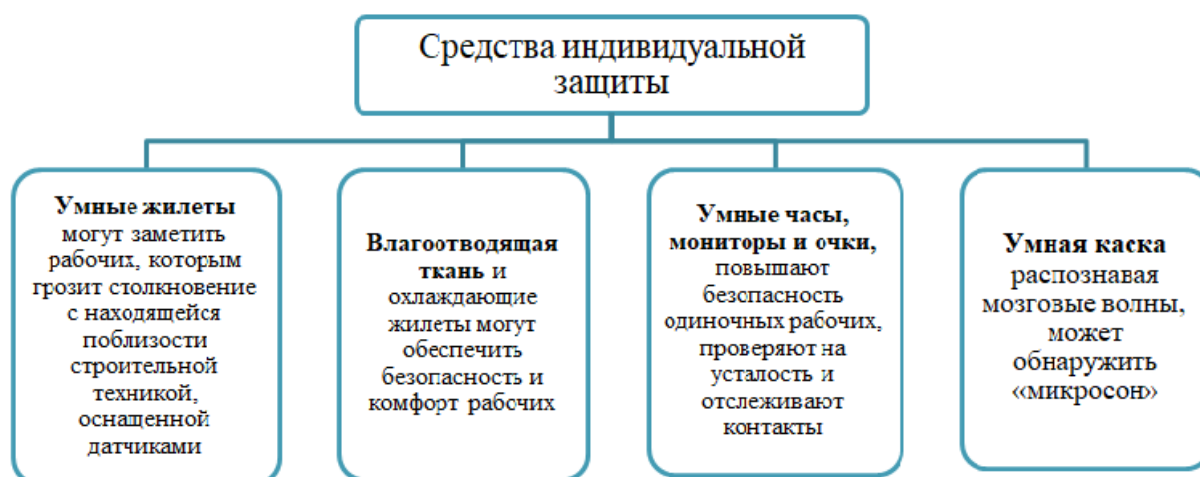 Средства индивидуальной
защиты
Умные жилеты
могут заметить
рабочих, которым
грозит столкновение
с находящейся
поблизости
строительной
техникой,
оснащенной
датчиками
Влагоотводящая
ткань и
охлаждающие
жилеты могут
обеспечить
безопасность и
комфорт рабочих
Умные часы,
мониторы и очки,
повышают
безопасность
одиночных рабочих,
проверяют на
усталость и
отслеживают
контакты
Умная каска
распознавая
мозговые волны,
может
обнаружить
«микросон»